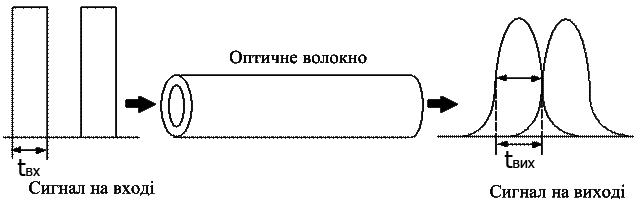 Оптичне волокно
tвх
tвих
Сигнал на вході
Сигнал на виході